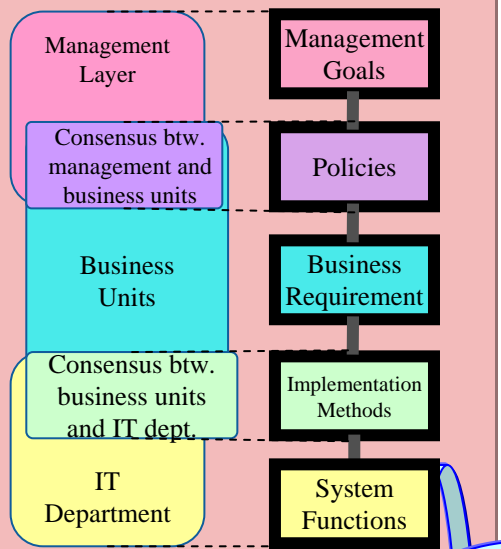 Management
Layer
Consensus btw.
management and
business units
Business
Units
Consensus btw.
business units
and IT dept.
IT
Department
Management
Goals
Policies
Business
Requirement
Implementation
Methods
System
Functions